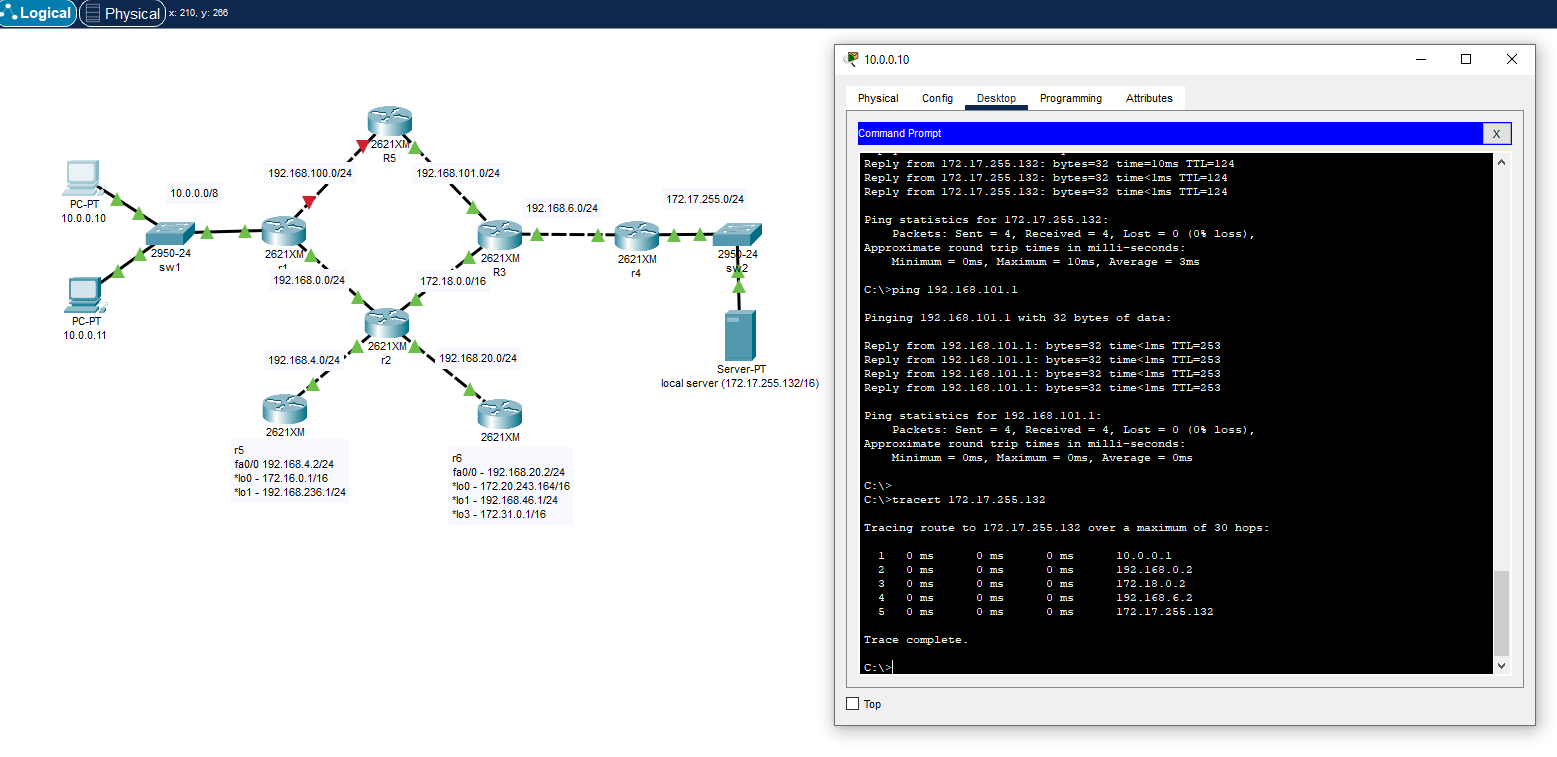 Logical
Physical
x: 210, y: 266
2621XM
R5
192.168.100.0/24
192.168.101.0/24
PC-PT
10.0.0.10
10.0.0.0/8
2950-24
sw1
2621XM
r1
PC-PT
10.0.0.11
192.168.0.0/24
172.18.0.0/16
2621XM
R3
192.168.6.0/24
2621XM
r4
172.17.255.0/24
2950-24
sw2
2621XM
r2
192.168.4.0/24
192.168.20.0/24
Server-PT
local server (172.17.255.132/16)
2621XM
r5
fa0/0 192.168.4.2/24
*lo0 - 172.16.0.1/16
*lo1 - 192.168.236.1/24
2621XM
r6
fa0/0 - 192.168.20.2/24
*lo0 - 172.20.243.164/16
*lo1 - 192.168.46.1/24
*lo3 - 172.31.0.1/16
10.0.0.10
Physical Config Desktop Programming Attributes
Command Prompt
X
Reply from 172.17.255.132: bytes=32 time=10ms TTL=124
Reply from 172.17.255.132: bytes=32 time<1ms TTL=124
Reply from 172.17.255.132: bytes=32 time<1ms TTL=124
Ping statistics for 172.17.255.132:
Packets: Sent = 4, Received = 4, Lost = 0 (0% loss),
Approximate round trip times in milli-seconds:
Minimum = 0ms, Maximum = 10ms, Average = 3ms
C:\>ping 192.168.101.1
Pinging 192.168.101.1 with 32 bytes of data:
Reply from 192.168.101.1: bytes=32 time<1ms TTL=253
Reply from 192.168.101.1: bytes=32 time<1ms TTL=253
Reply from 192.168.101.1: bytes=32 time<1ms TTL=253
Reply from 192.168.101.1: bytes=32 time<1ms TTL=253
Ping statistics for 192.168.101.1:
Packets: Sent = 4, Received = 4, Lost = 0 (0% loss),
Approximate round trip times in milli-seconds:
Minimum = 0ms, Maximum = 0ms, Average = 0ms
C:\>
C:\>tracert 172.17.255.132
Tracing route to 172.17.255.132 over a maximum of 30 hops:
1 0 ms 0 ms 0 ms 10.0.0.1
2 0 ms 0 ms 0 ms 192.168.0.2
3 0 ms 0 ms 0 ms 172.18.0.2
4 0 ms 0 ms 0 ms 192.168.6.2
5 0 ms 0 ms 0 ms 172.17.255.132
Trace complete.
C:\>
Top